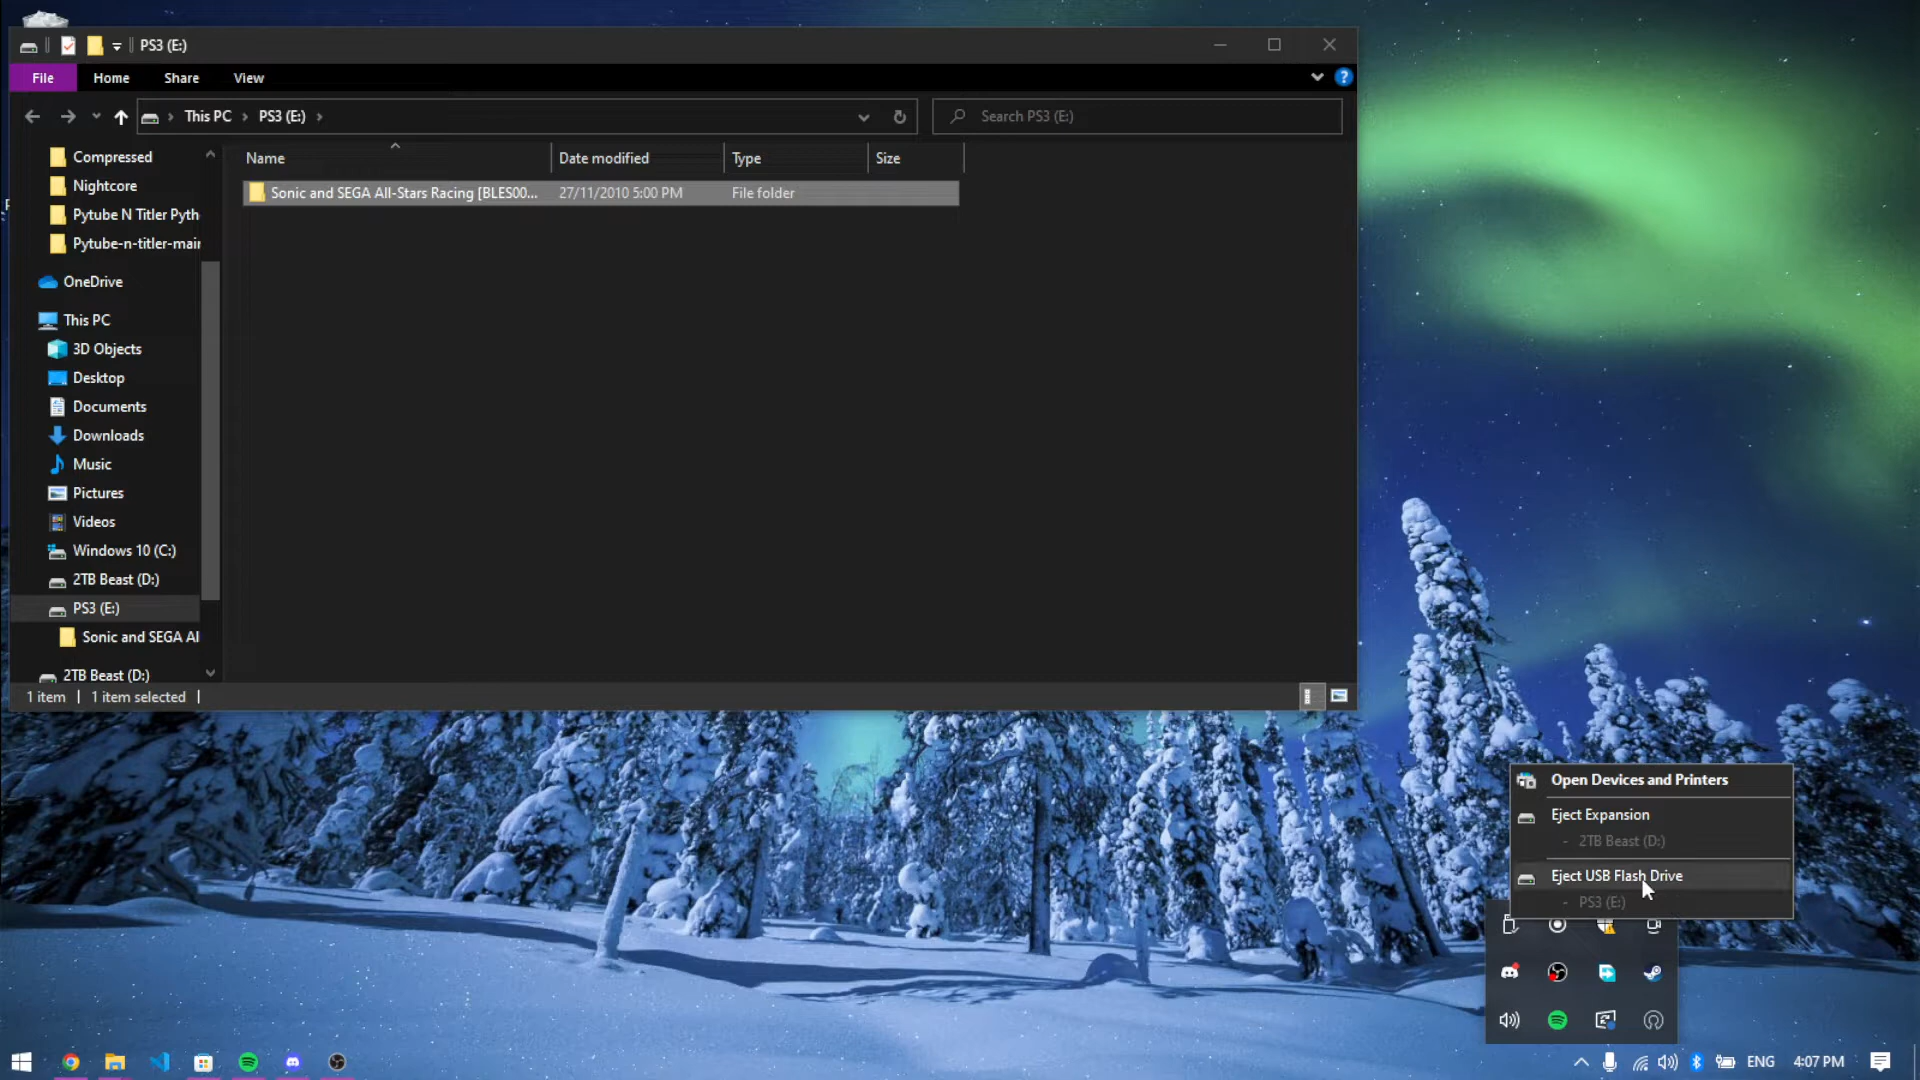 PS3 (E:)
File
Home
Share
View
?
This PC
PS3 (E:)
Search PS3 (E:)
Compressed
Nightcore
Pytube N Titler Pyth
Pytube-n-titler-mair
OneDrive
This PC
3D Objects
Desktop
Documents
Downloads
Music
Pictures
Videos
Windows 10 (C:)
2TB Beast (D:)
PS3 (E:)
Sonic and SEGA Al
2TB Beast (D:)
Name
Date modified
Type
Size
Sonic and SEGA All-Stars Racing [BLES00...
27/11/2010 5:00 PM
File folder
1 item
1 item selected
Open Devices and Printers
Eject Expansion
- 2TB Beast (D:)
Eject USB Flash Drive
- PS3 (E:)
ENG
4:07 PM